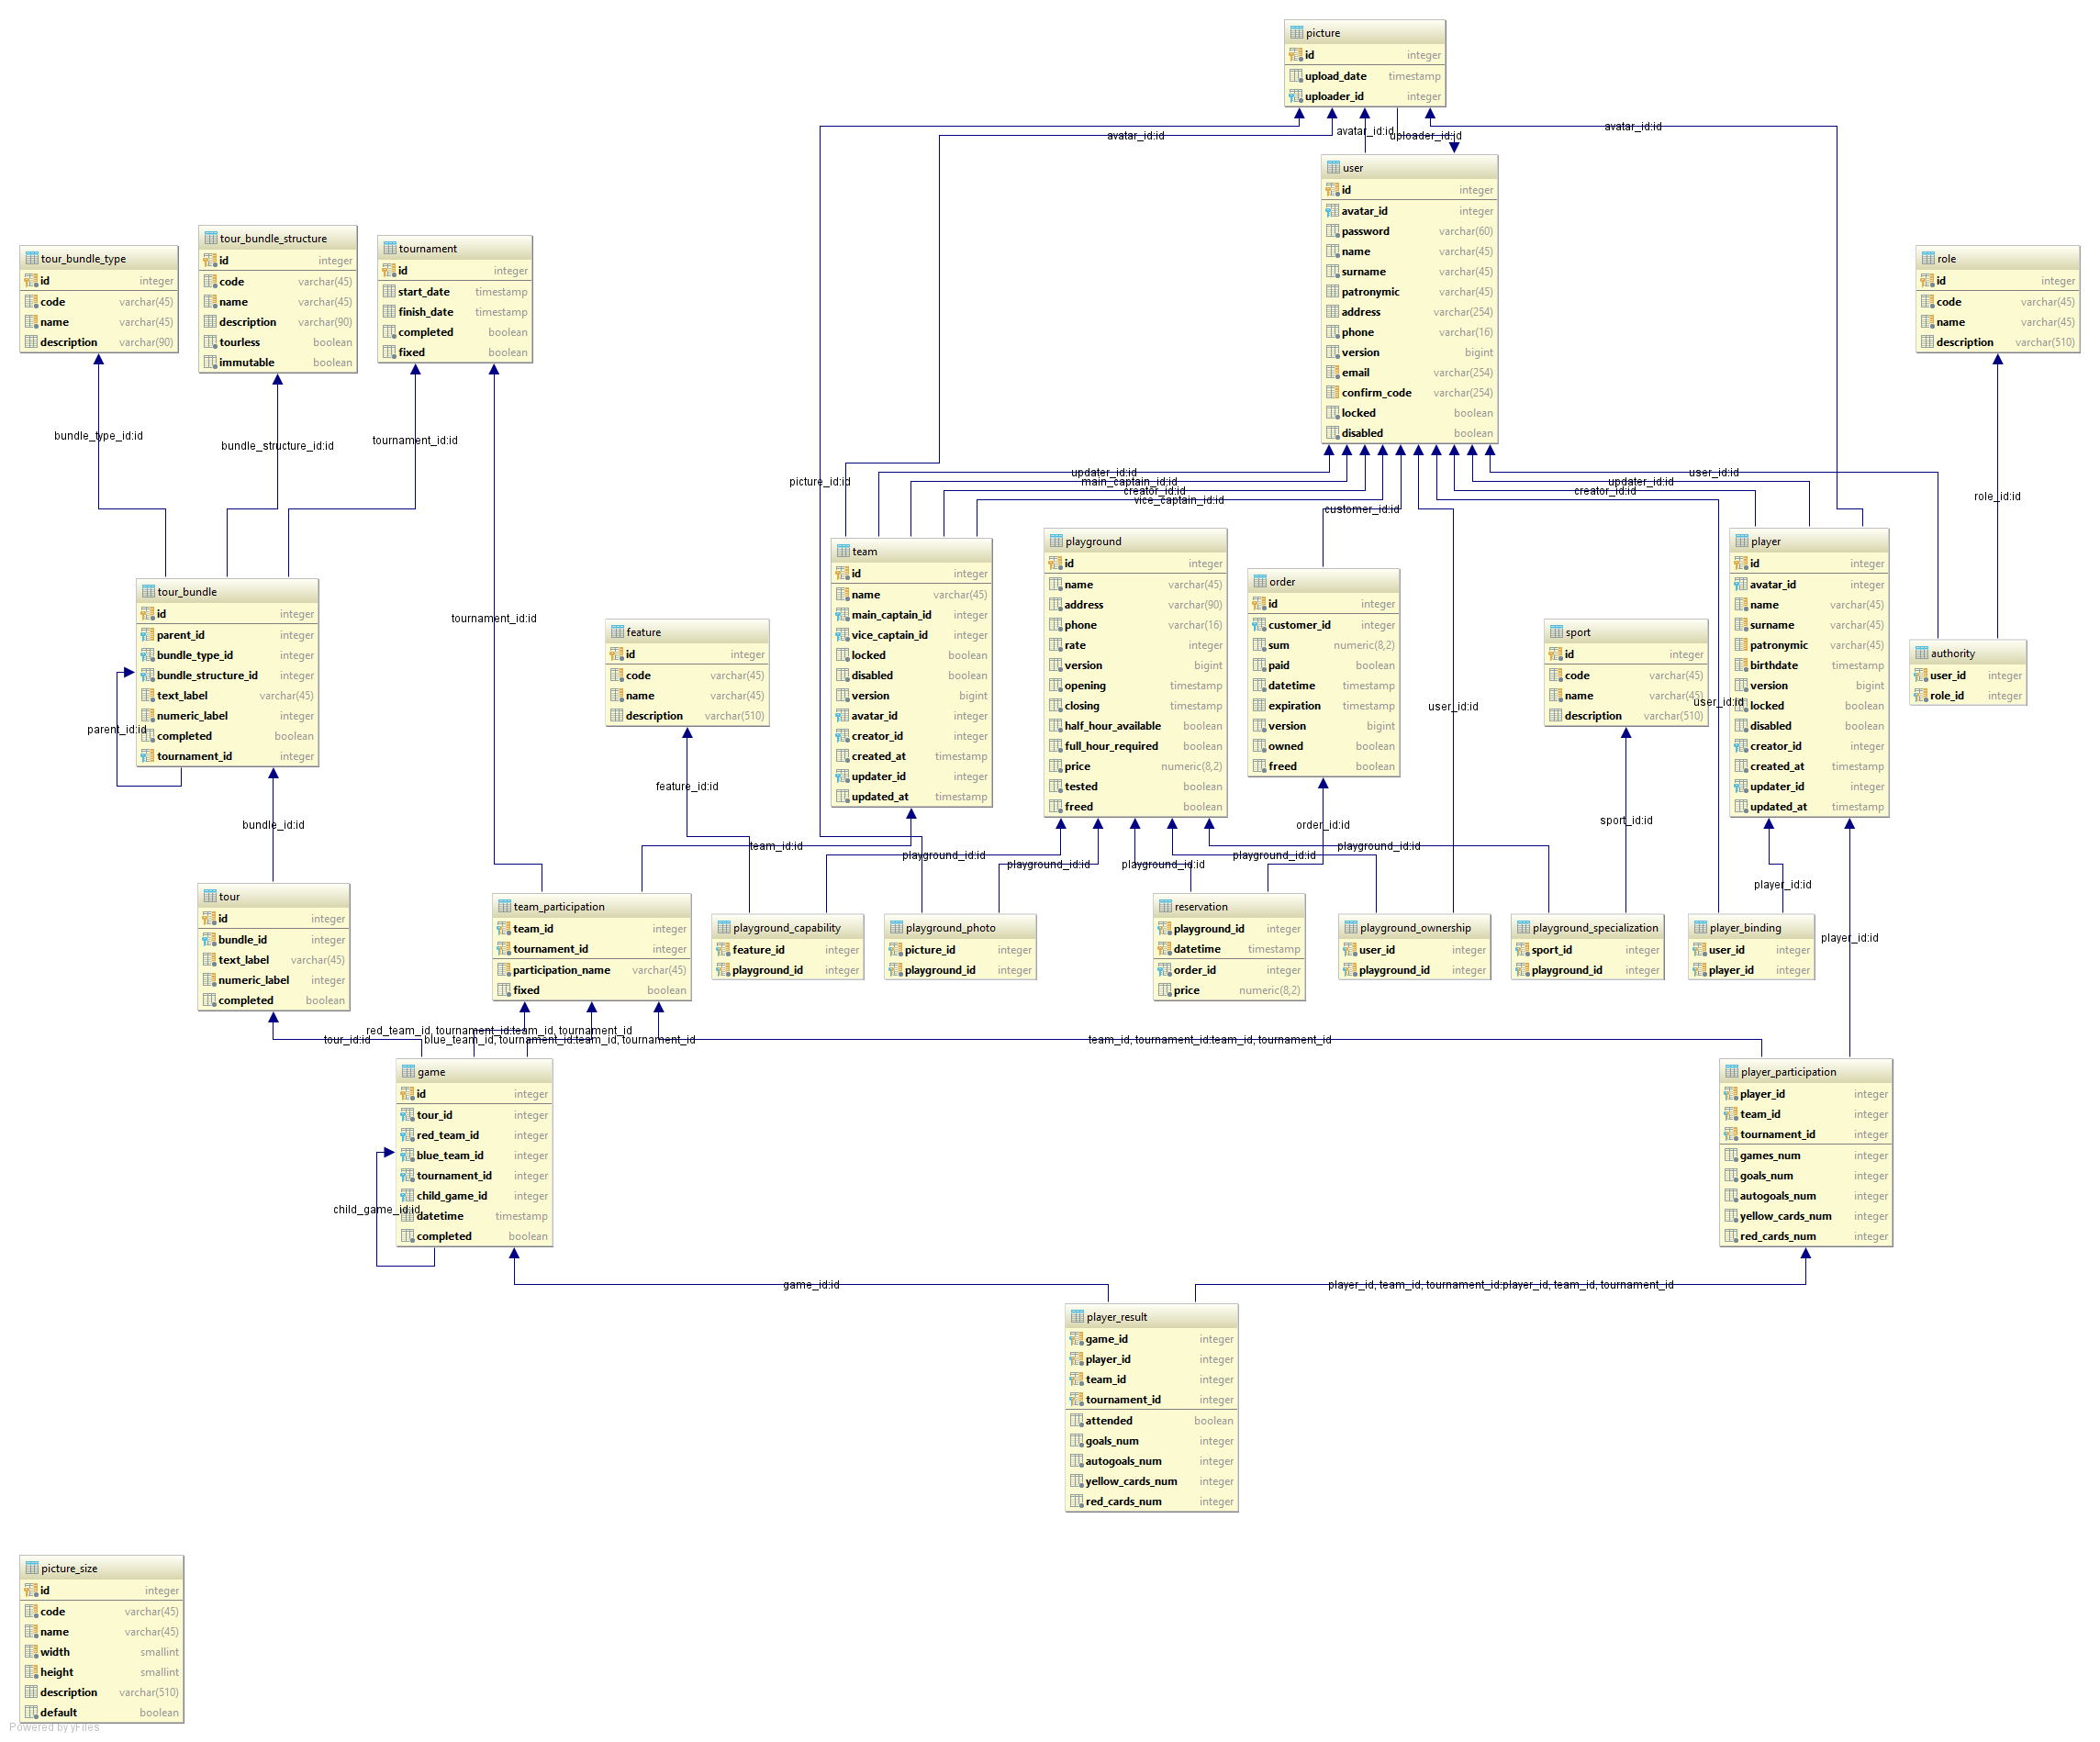 picture
id integer
upload_date timestamp
uploader_id integer
avatar_id:id
avatar_id:id
uploader_id:id
avatar_id:id
user
id integer
avatar_id integer
password varchar(60)
name varchar(45)
surname varchar(45)
patronymic varchar(45)
address varchar(254)
phone varchar(16)
version bigint
email varchar(254)
confirm_code varchar(254)
locked boolean
disabled boolean
tour_bundle_type
id integer
code varchar(45)
name varchar(45)
description varchar(90)
tour_bundle_structure
id integer
code varchar(45)
name varchar(45)
description varchar(90)
tourless boolean
immutable boolean
tournament
id integer
start_date timestamp
finish_date timestamp
completed boolean
fixed boolean
role
id integer
code varchar(45)
name varchar(45)
description varchar(510)
bundle_type_id:id
bundle_structure_id:id
tournament_id:id
picture_id:id
updater_id:id
main_captain_id:id
creator_id:id
vice_captain_id:id
customer_id:id
user_id:id
updater_id:id
creator_id:id
role_id:id
tour_bundle
id integer
parent_id integer
bundle_type_id integer
bundle_structure_id integer
text_label varchar(45)
numeric_label integer
completed boolean
tournament_id integer
parent_id:id
tournament_id:id
feature
id integer
code varchar(45)
name varchar(45)
description varchar(510)
team
id integer
name varchar(45)
main_captain_id integer
vice_captain_id integer
locked boolean
disabled boolean
version bigint
avatar_id integer
creator_id integer
created_at timestamp
updater_id integer
updated_at timestamp
playground
id integer
name varchar(45)
address varchar(90)
phone varchar(16)
rate integer
version bigint
opening timestamp
closing timestamp
half_hour_available boolean
full_hour_required boolean
price numeric(8,2)
tested boolean
freed boolean
order
id integer
customer_id integer
sum numeric(8,2)
paid boolean
datetime timestamp
expiration timestamp
version bigint
owned boolean
freed boolean
user_id:id
sport
id integer
code varchar(45)
name varchar(45)
description varchar(510)
user_id:id
player
id integer
avatar_id integer
name varchar(45)
surname varchar(45)
patronymic varchar(45)
birthdate timestamp
version bigint
locked boolean
disabled boolean
creator_id integer
created_at timestamp
updater_id integer
updated_at timestamp
authority
user_id integer
role_id integer
bundle_id:id
feature_id:id
team_id:id
playground_id:id
playground_id:id
playground_id:id
playground_id:id
order_id:id
playground_id:id
sport_id:id
player_id:id
player_id:id
tour
id integer
bundle_id integer
text_label varchar(45)
numeric_label integer
completed boolean
team_participation
team_id integer
tournament_id integer
participation_name varchar(45)
fixed boolean
playground_capability
feature_id integer
playground_id integer
playground_photo
picture_id integer
playground_id integer
reservation
playground_id integer
datetime timestamp
order_id integer
price numeric(8,2)
playground_ownership
user_id integer
playground_id integer
playground_specialization
sport_id integer
playground_id integer
player_binding
user_id integer
player_id integer
red_team_id, tournament_id:team_id, tournament_id
tour_id:id
blue_team_id, tournament_id:team_id, tournament_id
team_id, tournament_id:team_id, tournament_id
game
id integer
tour_id integer
red_team_id integer
blue_team_id integer
tournament_id integer
child_game_id integer
datetime timestamp
completed boolean
child_game_id:id
player_participation
player_id integer
team_id integer
tournament_id integer
games_num integer
goals_num integer
autogoals_num integer
yellow_cards_num integer
red_cards_num integer
game_id:id
player_id, team_id, tournament_id:player_id, team_id, tournament_id
player_result
game_id integer
player_id integer
team_id integer
tournament_id integer
attended boolean
goals_num integer
autogoals_num integer
yellow_cards_num integer
red_cards_num integer
picture_size
id integer
code varchar(45)
name varchar(45)
width smallint
height smallint
description varchar(510)
default boolean
Powered by yFiles